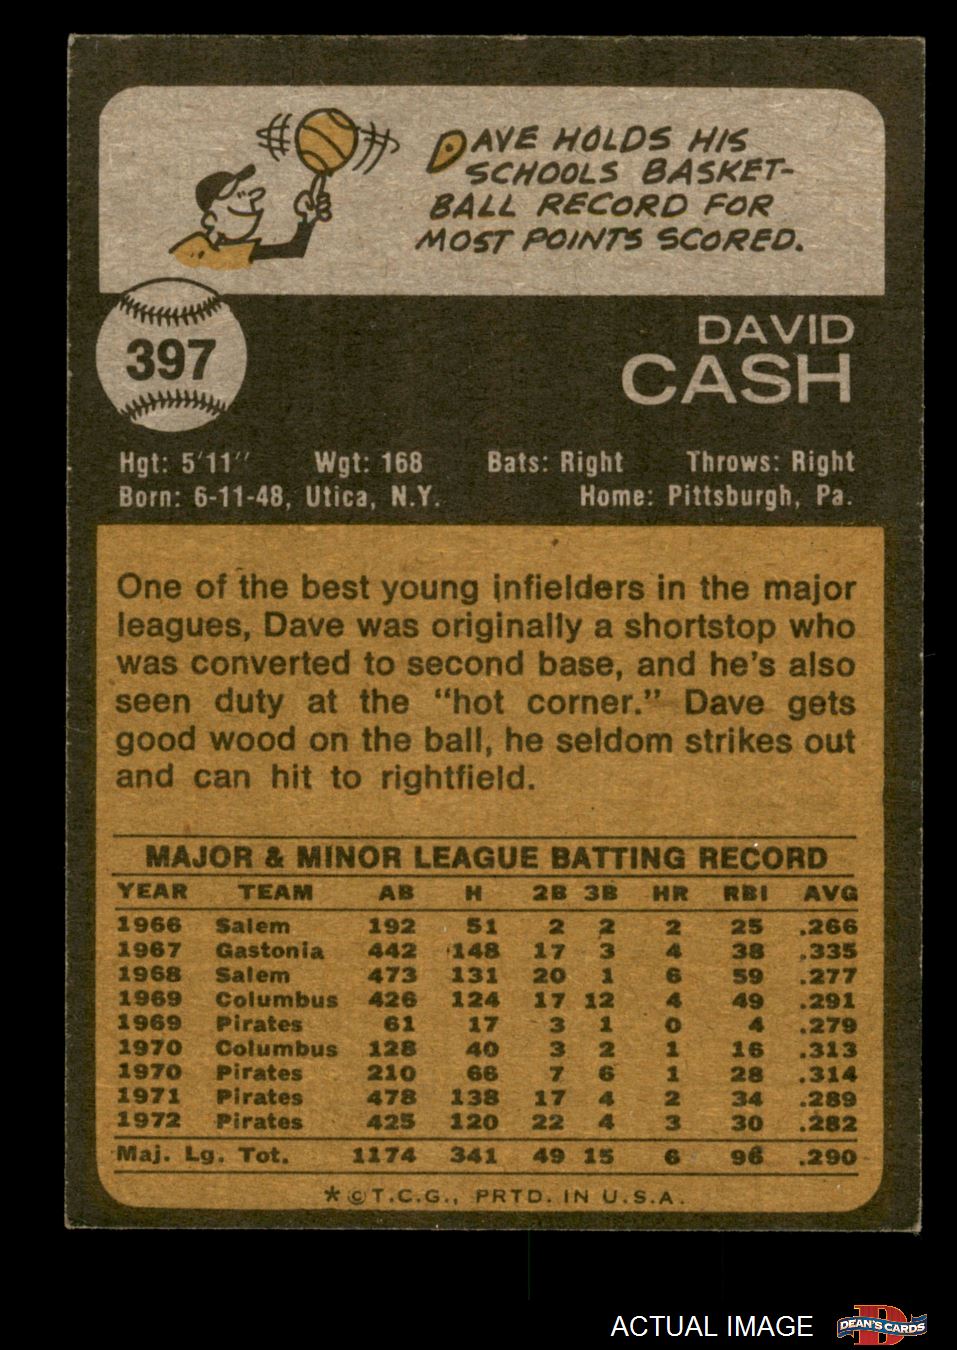 DAVE HOLDS HIS
SCHOOLS BASKET-
BALL RECORD FOR
MOST POINTS SCORED.
397
DAVID
CASH
Hgt: 5'11" Wgt: 168 Bats: Right Throws: Right
Born: 6-11-48, Utica, N.Y. Home: Pittsburgh, Pa.
One of the best young infielders in the major
leagues, Dave was originally a shortstop who
was converted to second base, and he's also
seen duty at the "hot corner." Dave gets
good wood on the ball, he seldom strikes out
and can hit to rightfield.
MAJOR & MINOR LEAGUE BATTING RECORD
YEAR TEAM AB H 2B 3B HR RBI AVG
1966 Salem 192 51 2 2 2 25 .266
1967 Gastonia 442 148 17 3 4 38 .335
1968 Salem 473 131 20 1 6 59 .277
1969 Columbus 426 124 17 12 4 49 .291
1969 Pirates 61 17 3 1 0 4 .279
1970 Columbus 128 40 3 2 1 16 .313
1970 Pirates 210 66 7 6 1 28 .314
1971 Pirates 478 138 17 4 2 34 .289
1972 Pirates 425 120 22 4 3 30 .282
Maj. Lg. Tot. 1174 341 49 15 6 96 .290
*©T.C.G., PRTD. IN U.S.A.
ACTUAL IMAGE
DEAN'S CARDS